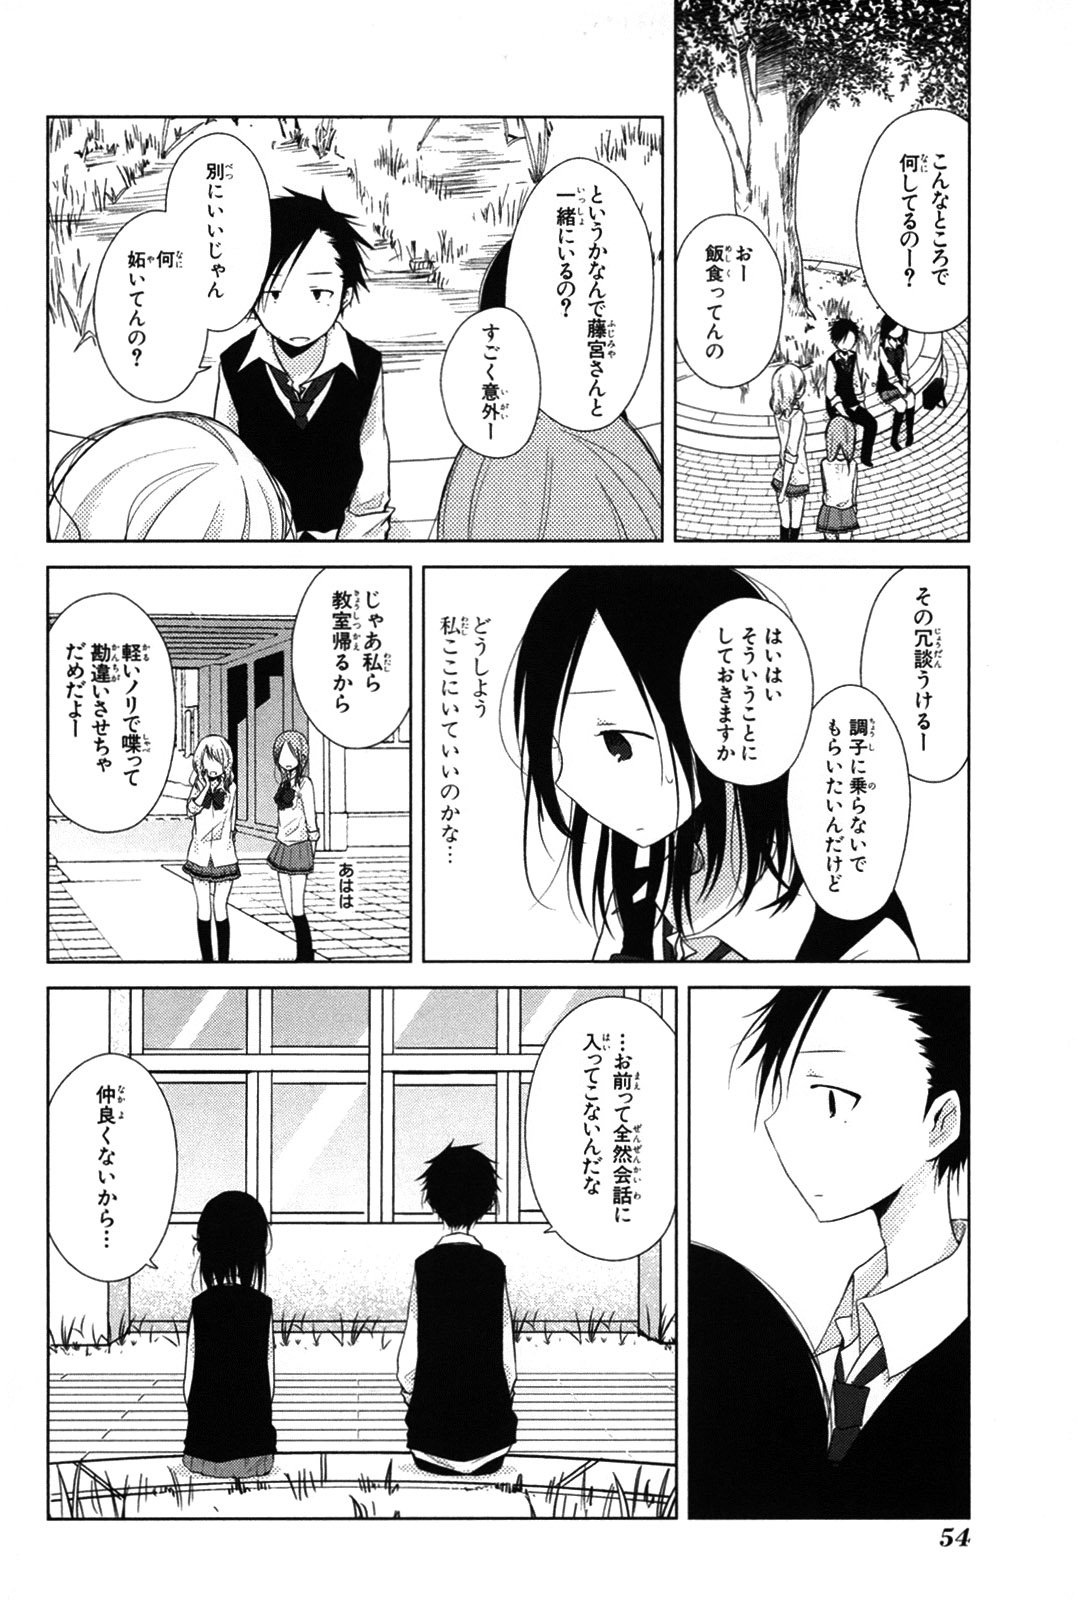 こんなところで
何してるのー？
おー
飯食ってんの
というかなんで藤宮さんと
一緒にいるの？
すごく意外ー
別にいいじゃん
何
妬いてんの？
その冗談うけるー
調子に乗らないで
もらいたいんだけど
はいはい
そういうことに
しておきますか
どうしよう
私ここにいていいのかな…
じゃあ私ら
教室帰るから
軽いノリで喋って
勘違いさせちゃ
だめだよー
あはは
…お前って全然会話に
入ってこないんだな
仲良くないから…
54